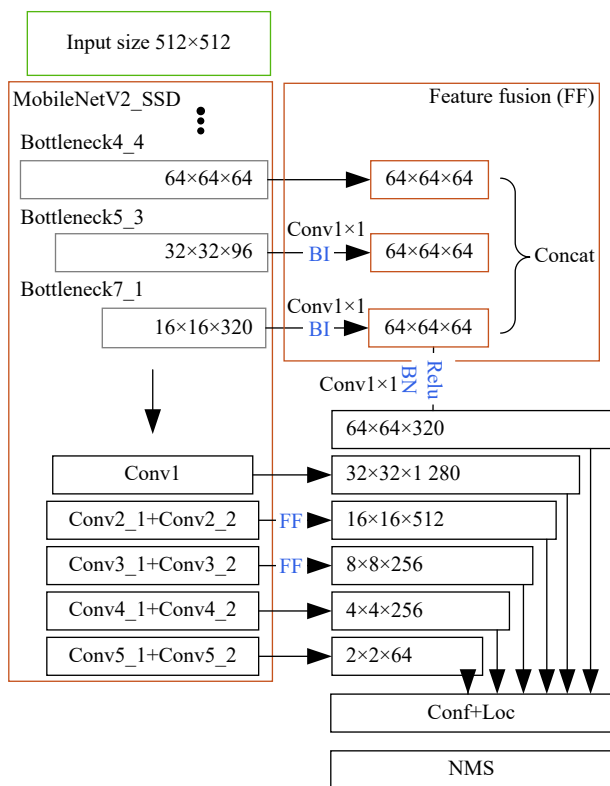 Input size 512×512
MobileNetV2_SSD
Feature fusion (FF)
Bottleneck4_4
64×64×64
64×64×64
Bottleneck5_3
Conv1×1
32×32×96
BI
64×64×64
Concat
Bottleneck7_1
Conv1×1
16×16×320
BI
64×64×64
Conv1×1
BN
Relu
64×64×320
Conv1
32×32×1 280
Conv2_1+Conv2_2
FF
16×16×512
Conv3_1+Conv3_2
FF
8×8×256
Conv4_1+Conv4_2
4×4×256
Conv5_1+Conv5_2
2×2×64
Conf+Loc
NMS